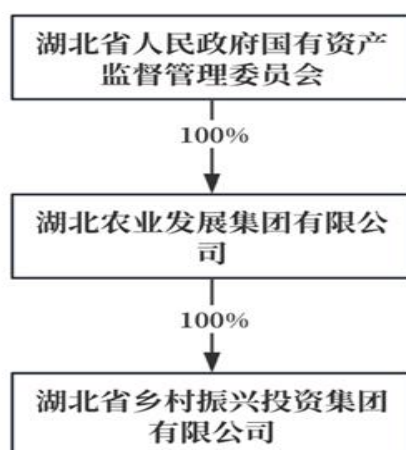 湖北省人民政府国有资产
监督管理委员会
100%
湖北农业发展集团有限公
司
100%
湖北省乡村振兴投资集团
有限公司